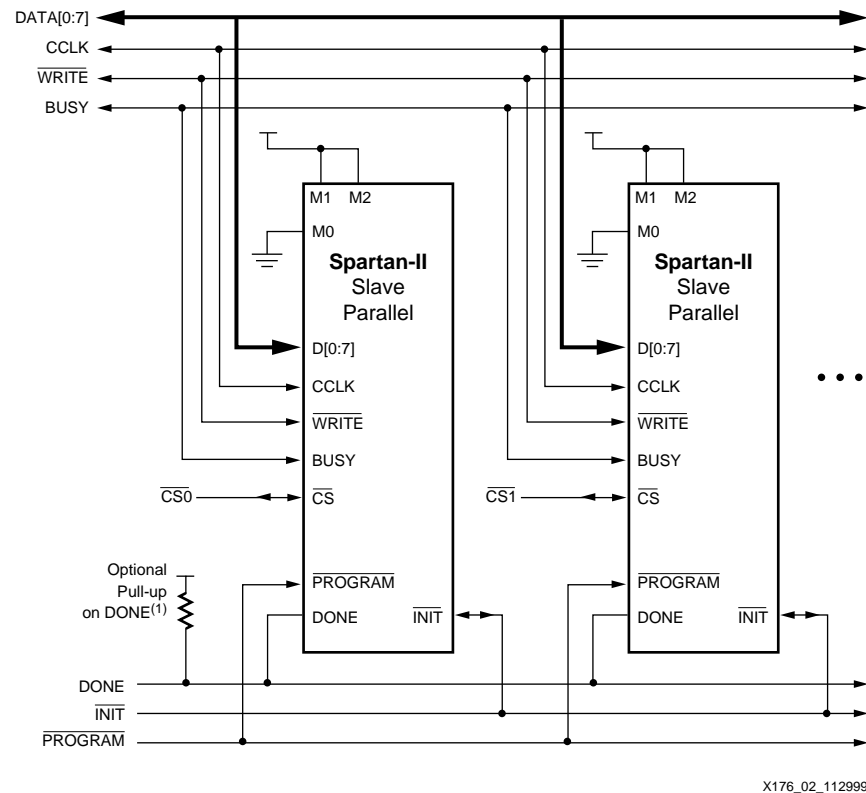 DATA[0:7]
CCLK
WRITE
BUSY
M1 M2
M0
Spartan-II
Slave
Parallel
D[0:7]
CCLK
WRITE
BUSY
CS0
CS
PROGRAM
DONE
INIT
M1 M2
M0
Spartan-II
Slave
Parallel
D[0:7]
CCLK
WRITE
BUSY
CS1
CS
PROGRAM
DONE
INIT
Optional
Pull-up
on DONE(1)
DONE
INIT
PROGRAM
X176_02_112999